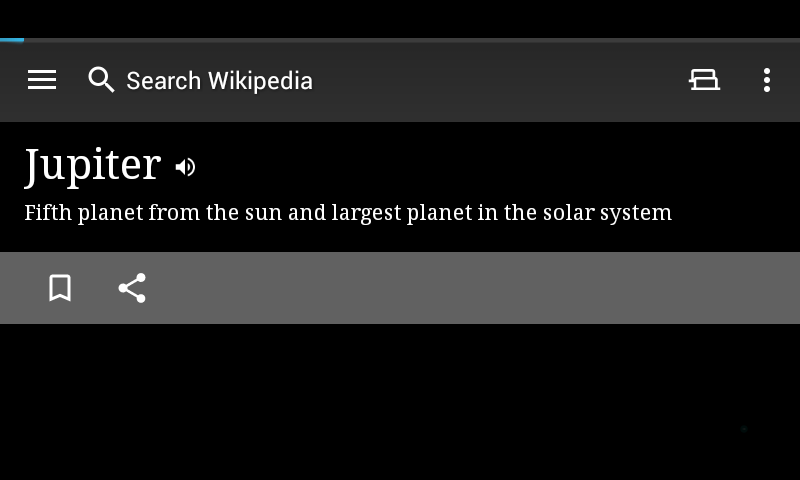 Search Wikipedia
Jupiter
Fifth planet from the sun and largest planet in the solar system